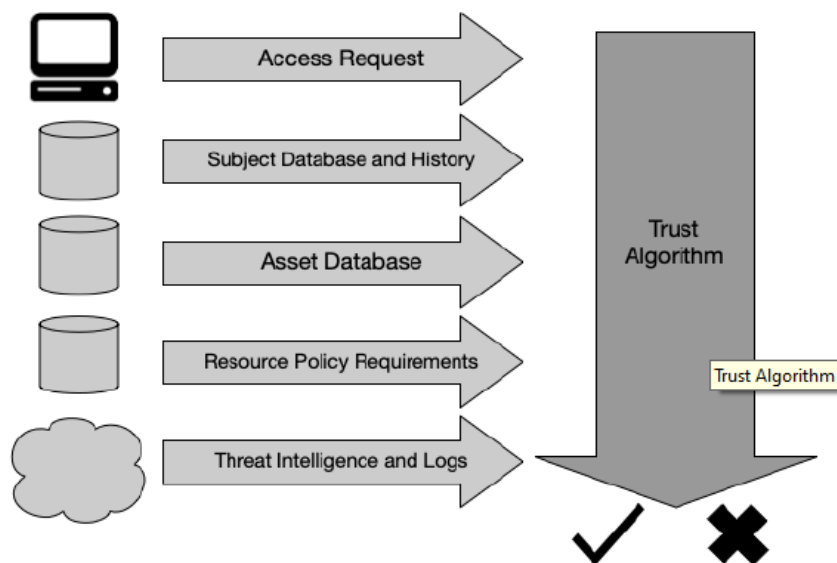 Access Request
Subject Database and History
Asset Database
Resource Policy Requirements
Threat Intelligence and Logs
Trust
Algorithm
Trust Algorithm